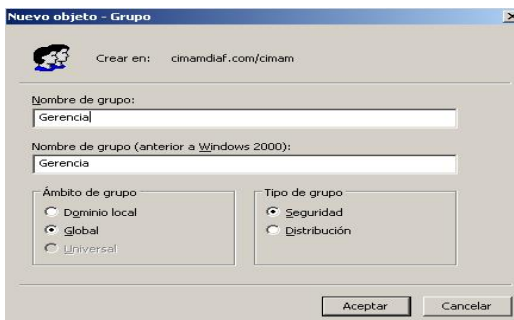 Nuevo objeto - Grupo
Crear en: cimamdiaf.com/cimam
Nombre de grupo:
Gerencia
Nombre de grupo (anterior a Windows 2000):
Gerencia
Ámbito de grupo
Dominio local
Global
Universal
Tipo de grupo
Seguridad
Distribución
Aceptar
Cancelar